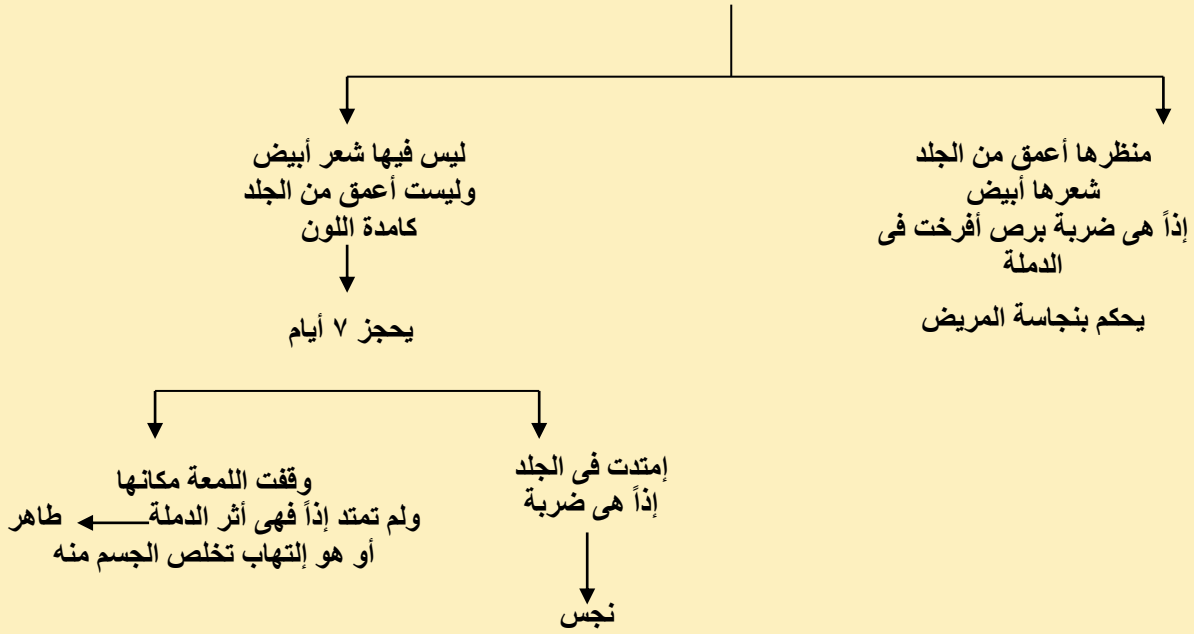 منظرها أعمق من الجلد
شعرها أبيض
إذاً هى ضربة برص أفرخت فى
الدملة
يحكم بنجاسة المريض
ليس فيها شعر أبيض
وليست أعمق من الجلد
كامدة اللون
يحجز ٧ أيام
إمتدت فى الجلد
إذاً هى ضربة
نجس
وقفت اللمعة مكانها
ولم تمتد إذاً فهى أثر الدملة طاهر
أو هو إلتهاب تخلص الجسم منه